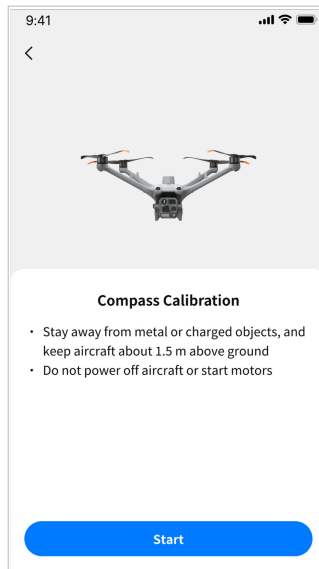 9:41
Compass Calibration
· Stay away from metal or charged objects, and
keep aircraft about 1.5 m above ground
· Do not power off aircraft or start motors
Start